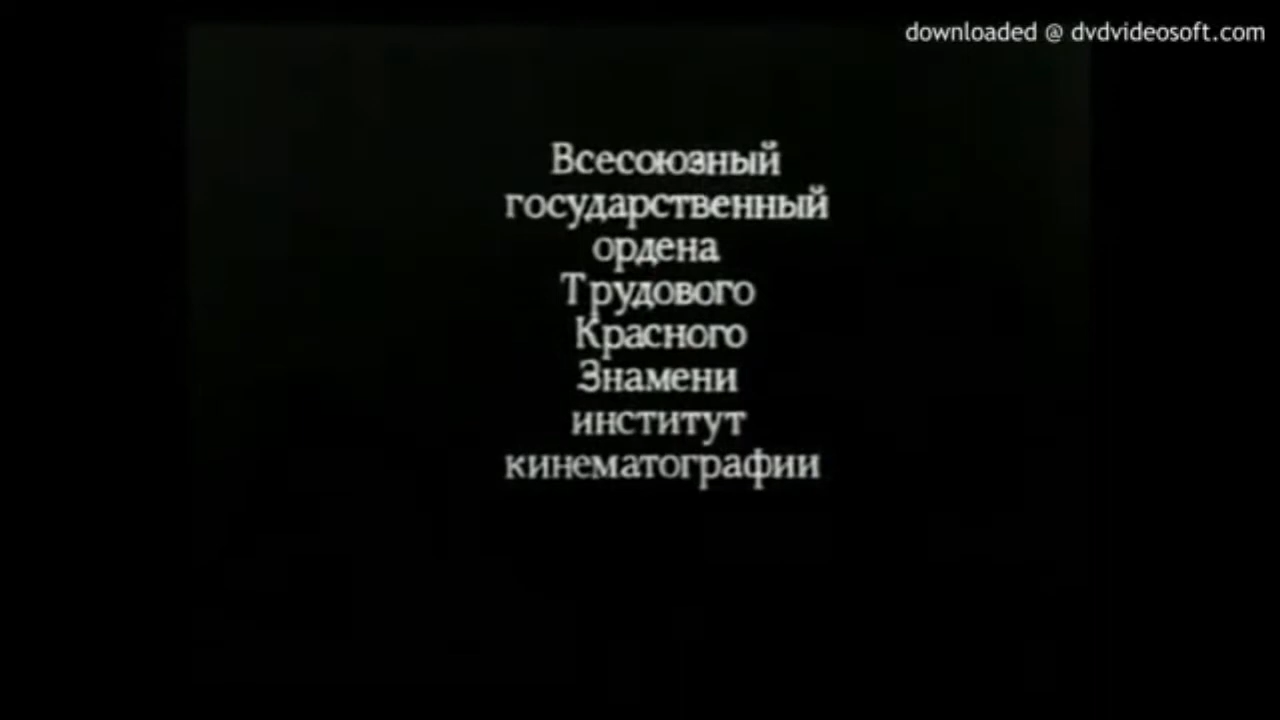 downloaded @ dvdvideosoft.com
Всесоюзный
государственный
ордена
Трудового
Красного
Знамени
институт
кинематографии